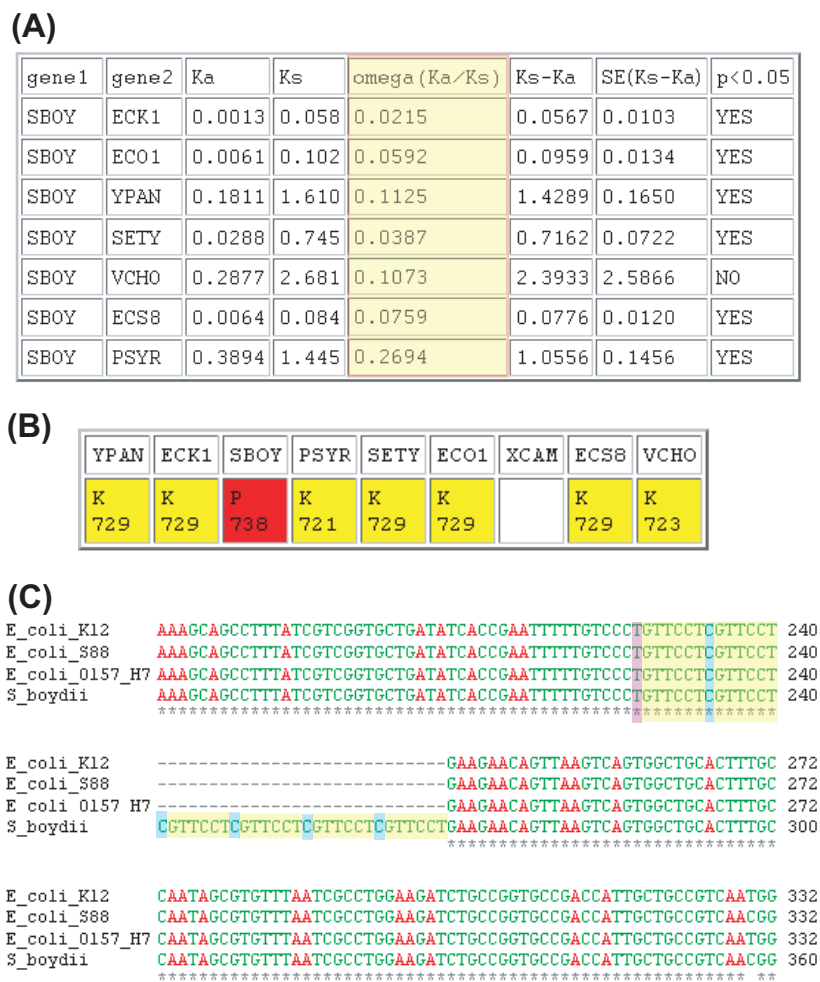 (A)
gene1 gene2 Ka Ks omega(Ka/Ks) Ks-Ka SE(Ks-Ka) p<0.05
SBOY ECK1 0.0013 0.058 0.0215 0.0567 0.0103 YES
SBOY ECO1 0.0061 0.102 0.0592 0.0959 0.0134 YES
SBOY YPAN 0.1811 1.610 0.1125 1.4289 0.1650 YES
SBOY SETY 0.0288 0.745 0.0387 0.7162 0.0722 YES
SBOY VCHO 0.2877 2.681 0.1073 2.3933 2.5866 NO
SBOY ECS8 0.0064 0.084 0.0759 0.0776 0.0120 YES
SBOY PSYR 0.3894 1.445 0.2694 1.0556 0.1456 YES
(B)
YPAN ECK1 SBOY PSYR SETY ECO1 XCAM ECS8 VCHO
K K P K K K K K
729 729 738 721 729 729 729 723
(C)
E_coli_K12 AAAGCAGCCTTTATCGTCGGTGCTGATATCACCGAATTTTTGTCCCTGTTCCTCGTTCCT 240
E_coli_S88 AAAGCAGCCTTTATCGTCGGTGCTGATATCACCGAATTTTTGTCCCTGTTCCTCGTTCCT 240
E_coli_O157_H7 AAAGCAGCCTTTATCGTCGGTGCTGATATCACCGAATTTTTGTCCCTGTTCCTCGTTCCT 240
S_boydii AAAGCAGCCTTTATCGTCGGTGCTGATATCACCGAATTTTTGTCCCTGTTCCTCGTTCCT 240
************************************************************
E_coli_K12 ----------------------------GAAGAACAGTTAAGTCAGTGGCTGCACTTTGC 272
E_coli_S88 ----------------------------GAAGAACAGTTAAGTCAGTGGCTGCACTTTGC 272
E_coli_O157_H7 ----------------------------GAAGAACAGTTAAGTCAGTGGCTGCACTTTGC 272
S_boydii CGTTCCTCGTTCCTCGTTCCTCGTTCCTGAAGAACAGTTAAGTCAGTGGCTGCACTTTGC 300
********************************
E_coli_K12 CAATAGCGTGTTTAATCGCCTGGAAGATCTGCCGGTGCCGACCATTGCTGCCGTCAATGG 332
E_coli_S88 CAATAGCGTGTTTAATCGCCTGGAAGATCTGCCGGTGCCGACCATTGCTGCCGTCAACGG 332
E_coli_O157_H7 CAATAGCGTGTTTAATCGCCTGGAAGATCTGCCGGTGCCGACCATTGCTGCCGTCAATGG 332
S_boydii CAATAGCGTGTTTAATCGCCTGGAAGATCTGCCGGTGCCGACCATTGCTGCCGTCAACGG 360
********************************************************* **